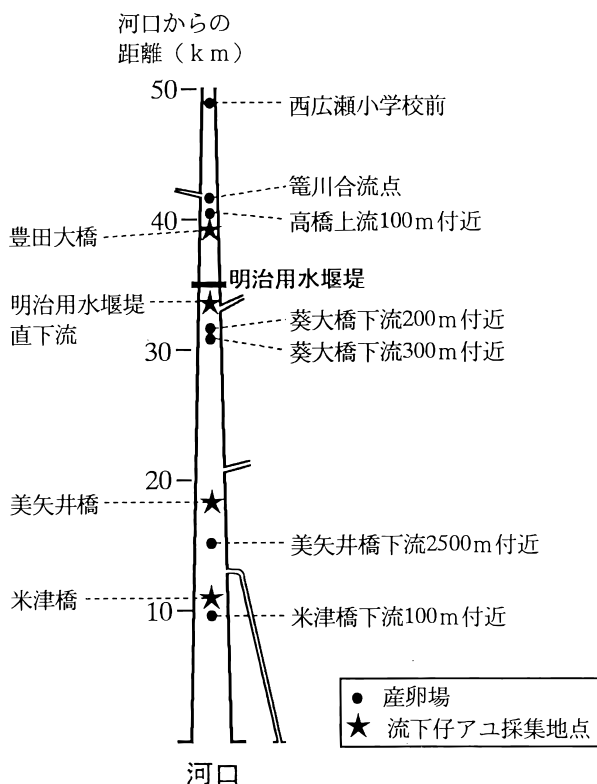 河口からの
距離（ｋｍ）
50
西広瀬小学校前
篭川合流点
40
高橋上流100ｍ付近
豊田大橋
明治用水堰堤
明治用水堰堤
直下流
葵大橋下流200ｍ付近
30
葵大橋下流300ｍ付近
20
美矢井橋
美矢井橋下流2500ｍ付近
米津橋
10
米津橋下流100ｍ付近
産卵場
流下仔アユ採集地点
河口